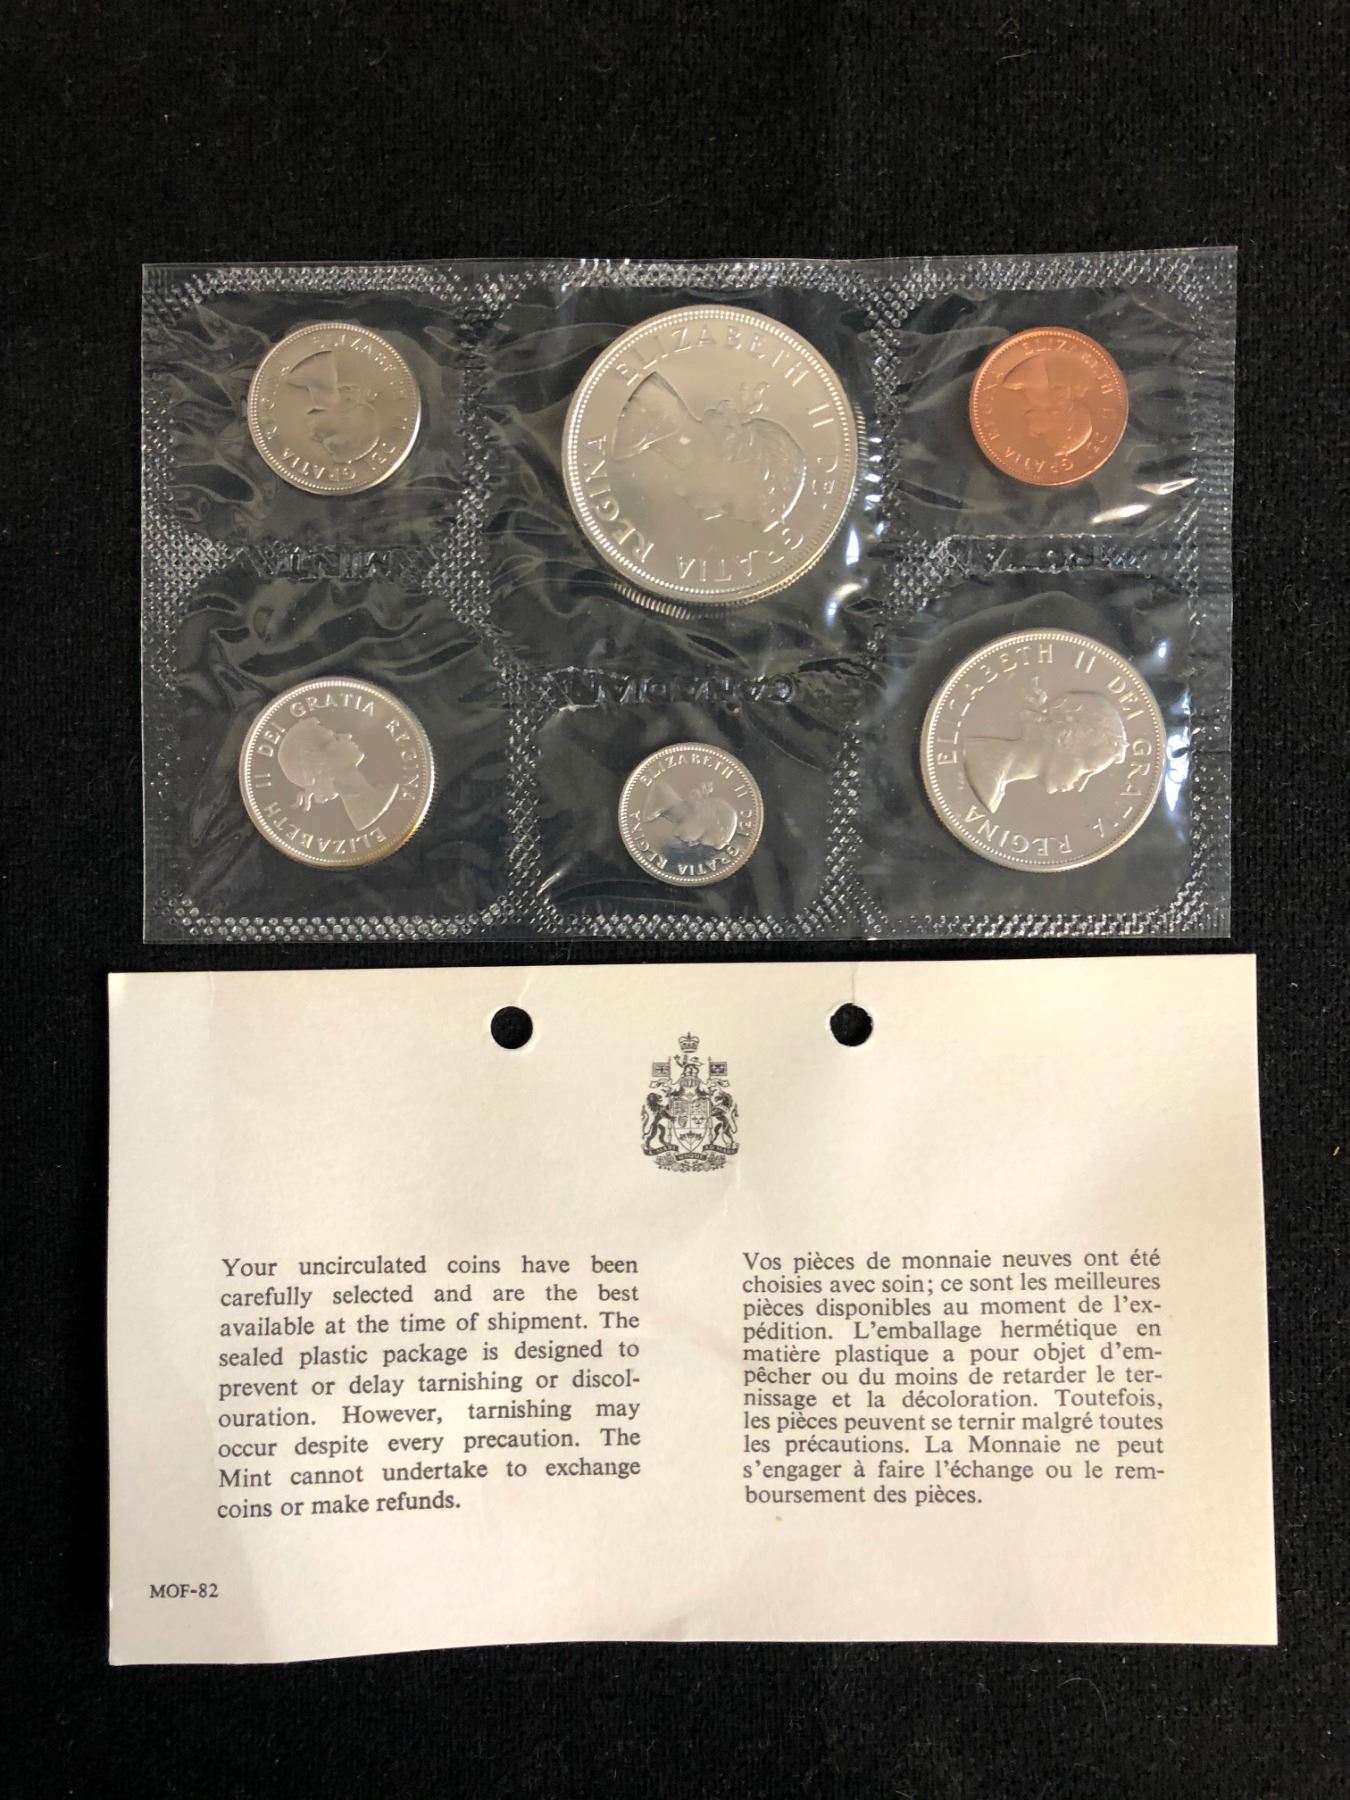 ELIZABETH II DEI GRATIA REGINA
ELIZABETH II DEI GRATIA REGINA
ELIZABETH II DEI GRATIA REGINA
MINT
CANADIAN
ELIZABETH II DEI GRATIA REGINA
ELIZABETH II DEI GRATIA REGINA
ELIZABETH II DEI GRATIA REGINA
Your uncirculated coins have been
carefully selected and are the best
available at the time of shipment. The
sealed plastic package is designed to
prevent or delay tarnishing or discol-
ouration. However, tarnishing may
occur despite every precaution. The
Mint cannot undertake to exchange
coins or make refunds.
Vos pièces de monnaie neuves ont été
choisies avec soin; ce sont les meilleures
pièces disponibles au moment de l'ex-
pédition. L'emballage hermétique en
matière plastique a pour objet d'em-
pêcher ou du moins de retarder le ter-
nissage et la décoloration. Toutefois,
les pièces peuvent se ternir malgré toutes
les précautions. La Monnaie ne peut
s'engager à faire l'échange ou le rem-
boursement des pièces.
MOF-82